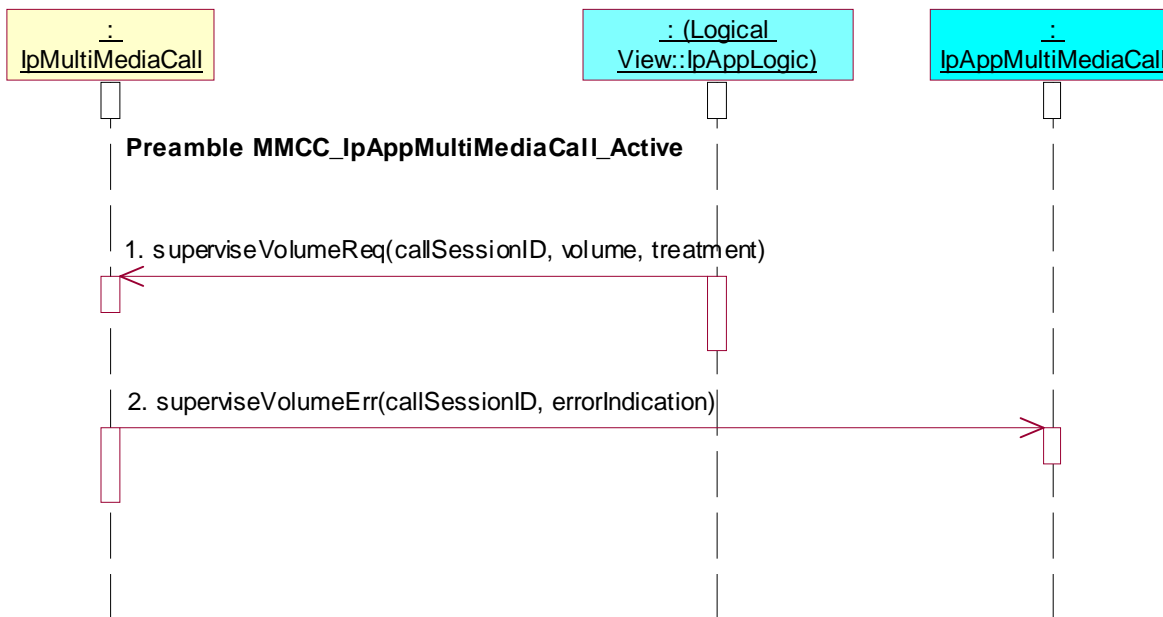 :
IpMultiMediaCall
: (Logical
View::IpAppLogic)
:
IpAppMultiMediaCall
Preamble MMCC_IpAppMultiMediaCall_Active
1. superviseVolumeReq(callSessionID, volume, treatment)
2. superviseVolumeErr(callSessionID, errorIndication)